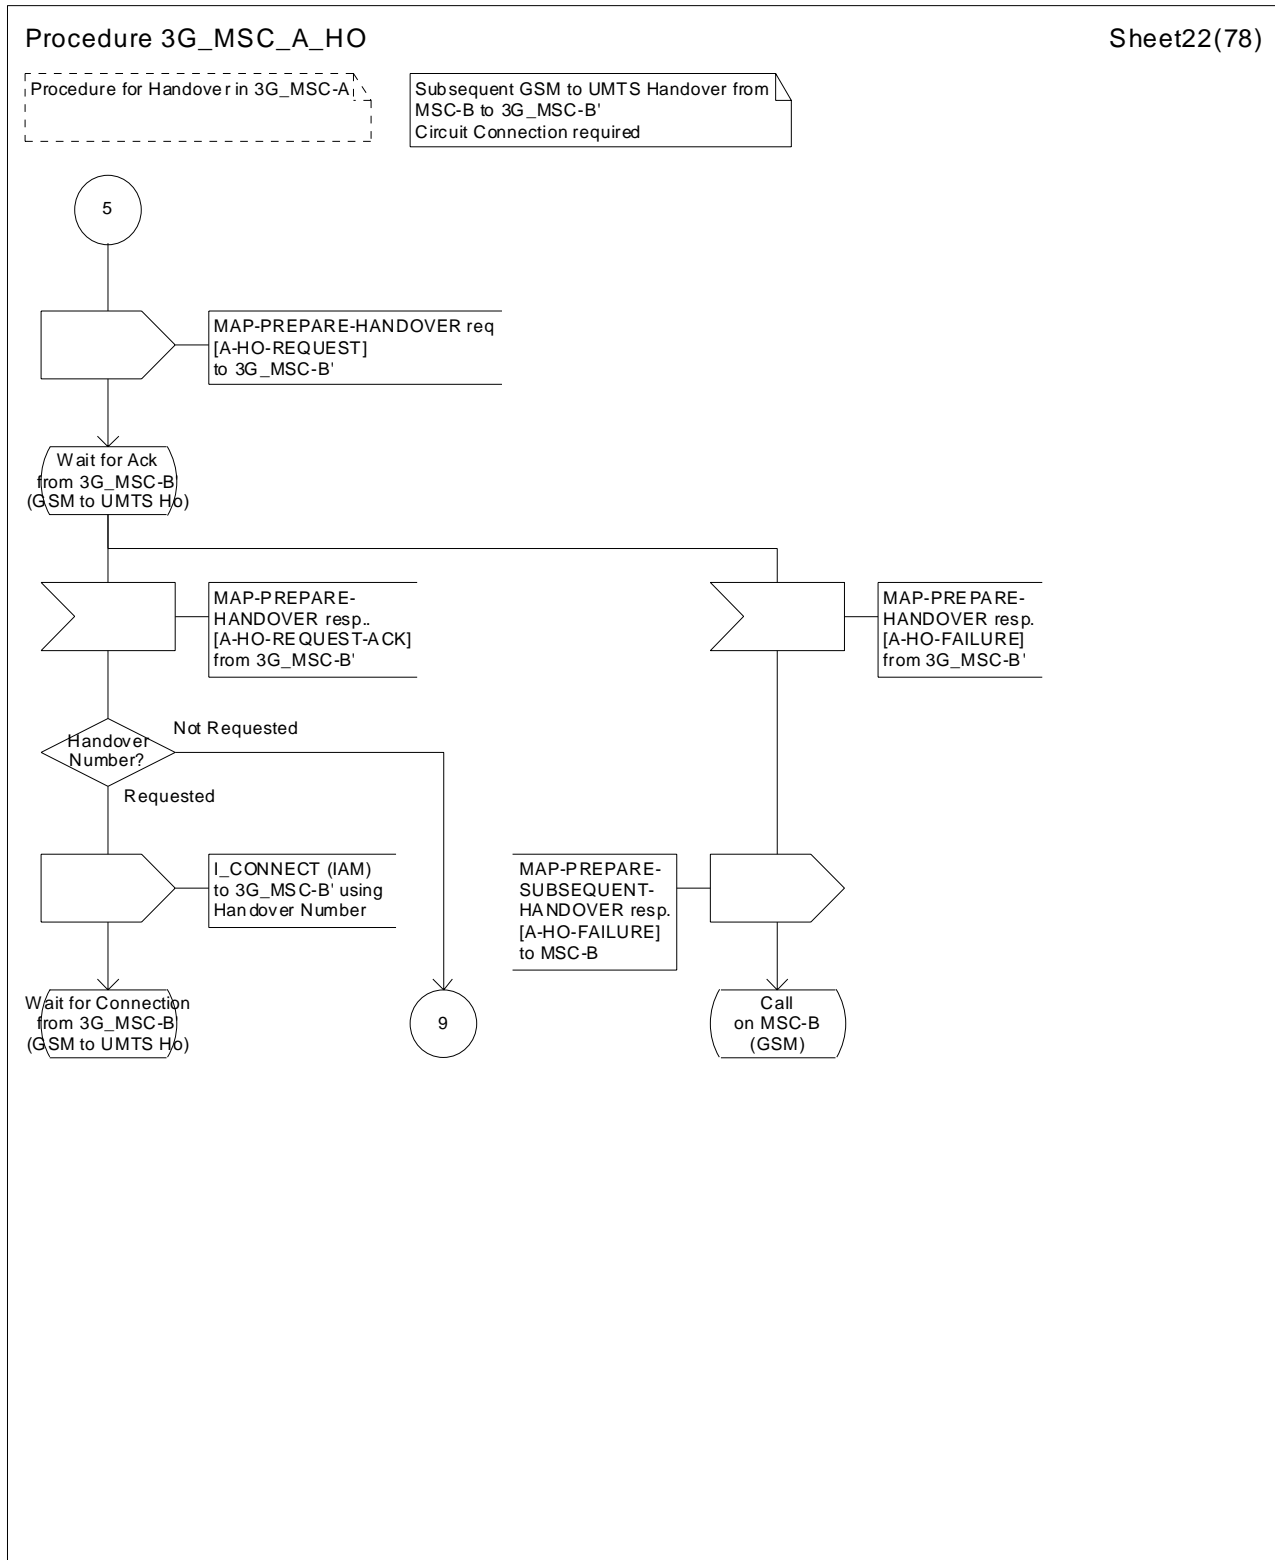 Procedure 3G_MSC_A_HO
Sheet22(78)
Procedure for Handover in 3G_MSC-A
Subsequent GSM to UMTS Handover from
MSC-B to 3G_MSC-B'
Circuit Connection required
5
MAP-PREPARE-HANDOVER req
[A-HO-REQUEST]
to 3G_MSC-B'
Wait for Ack
from 3G_MSC-B'
(GSM to UMTS Ho)
MAP-PREPARE-
HANDOVER resp..
[A-HO-REQUEST-ACK]
from 3G_MSC-B'
MAP-PREPARE-
HANDOVER resp.
[A-HO-FAILURE]
from 3G_MSC-B'
Handover
Number?
Not Requested
Requested
I_CONNECT (IAM)
to 3G_MSC-B' using
Handover Number
MAP-PREPARE-
SUBSEQUENT-
HANDOVER resp.
[A-HO-FAILURE]
to MSC-B
Wait for Connection
from 3G_MSC-B'
(GSM to UMTS Ho)
9
Call
on MSC-B
(GSM)